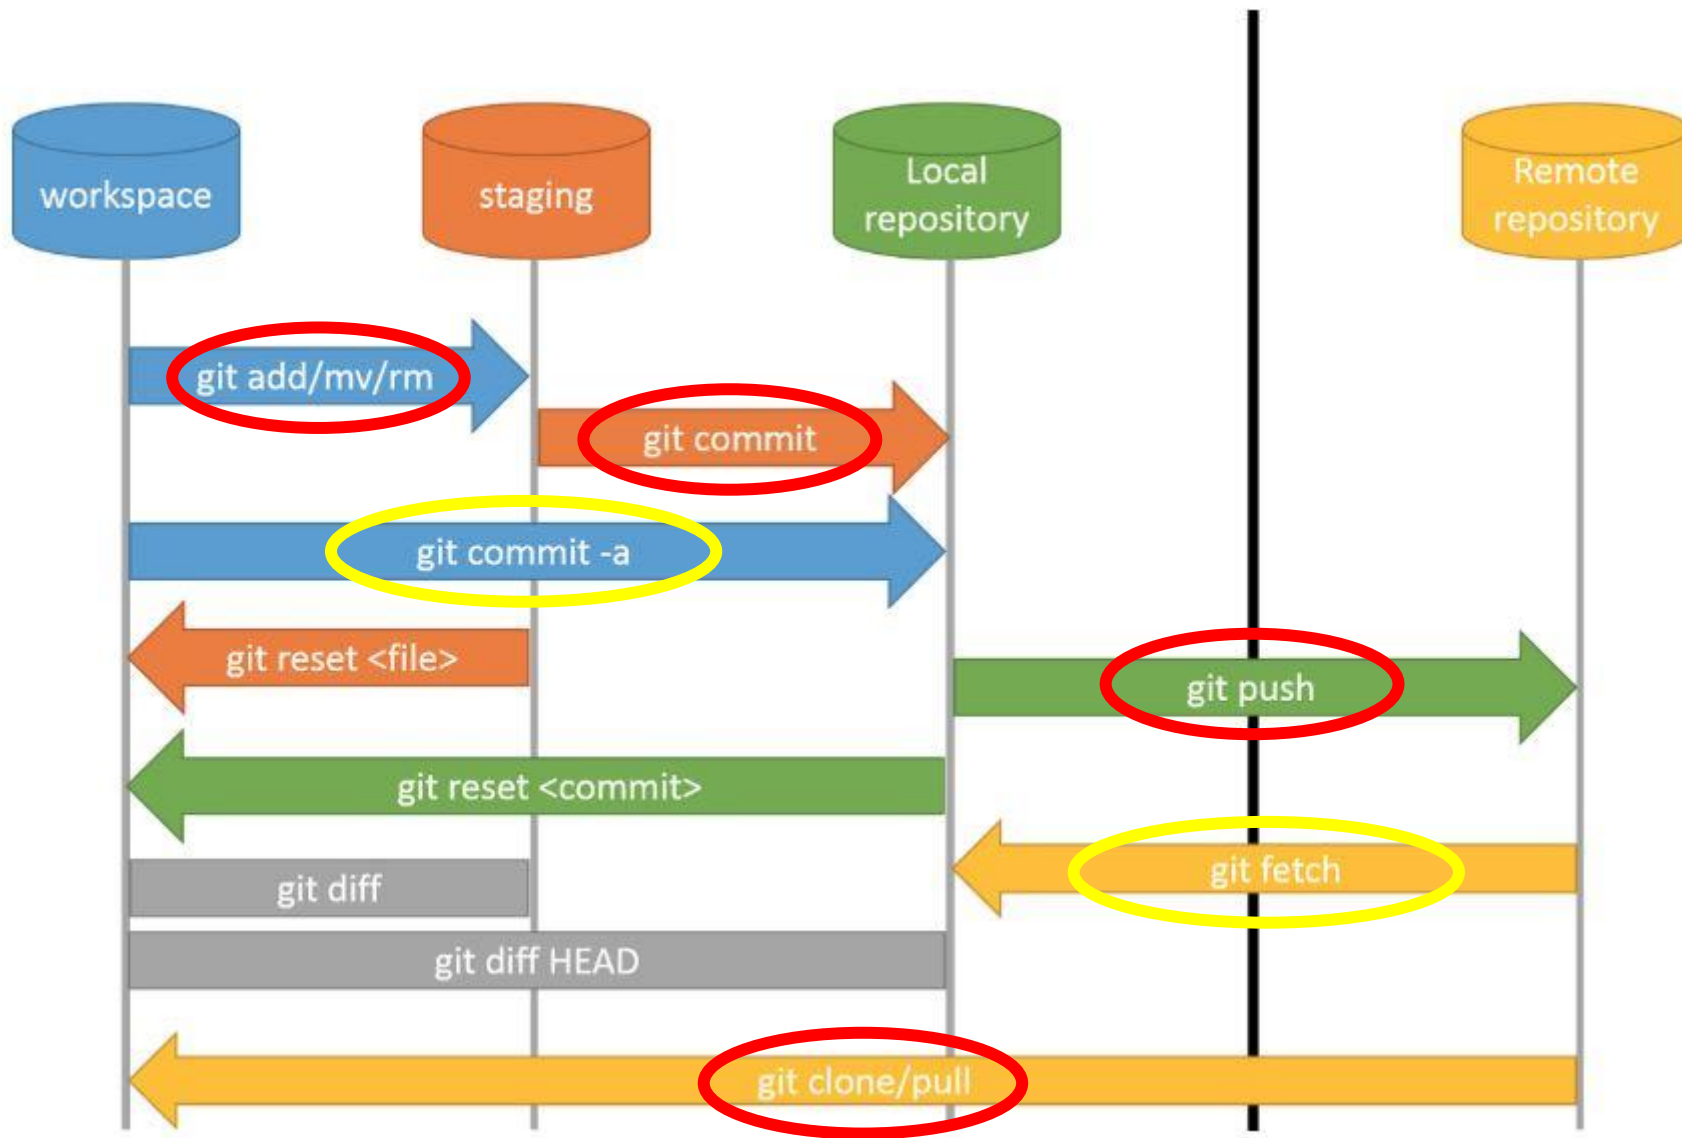 workspace
staging
Local
repository
Remote
repository
git add/mv/rm
git commit
git commit -a
git reset <file>
git push
git reset <commit>
git fetch
git diff
git diff HEAD
git clone/pull